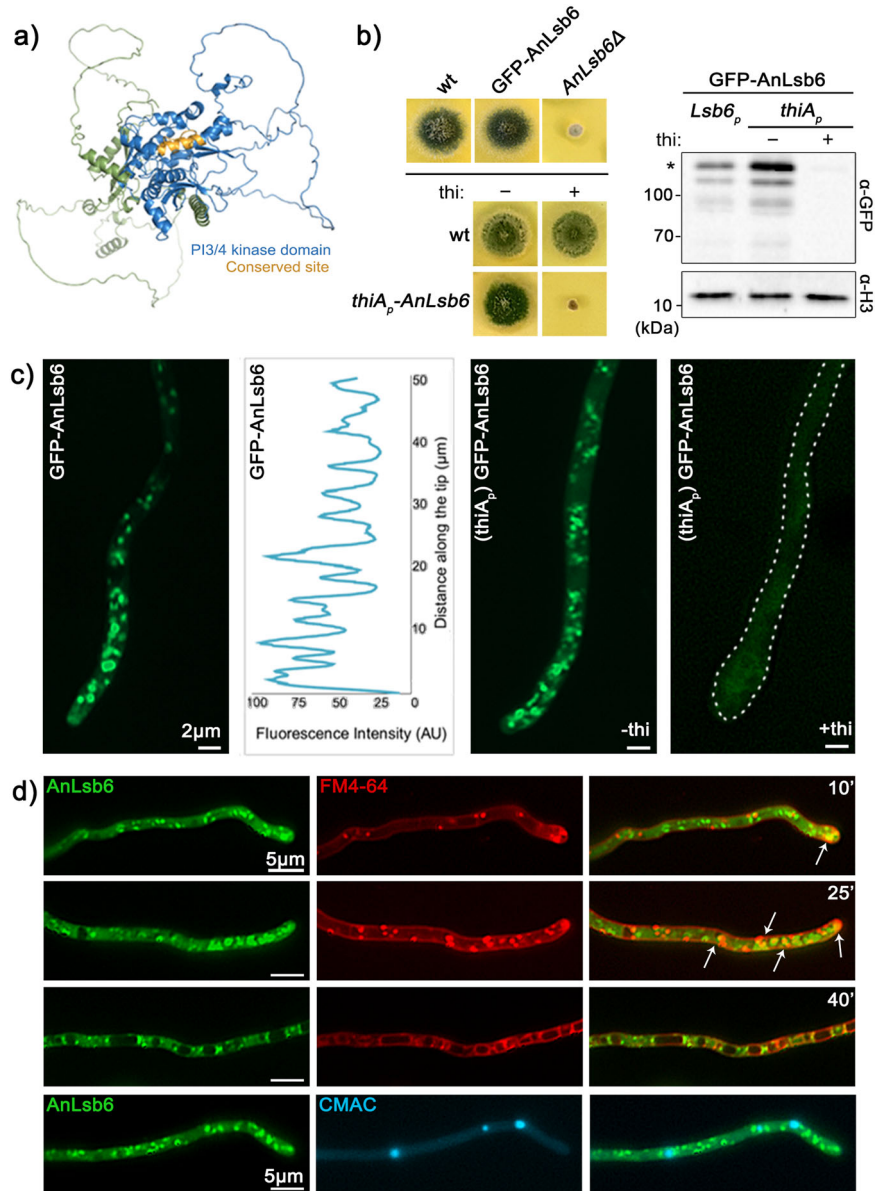 a)
PI3/4 kinase domain
Conserved site
b)
wt
GFP-AnLsb6
AnLsb6Δ
thi: − +
wt
thiAp-AnLsb6
GFP-AnLsb6
Lsb6p thiAp
thi: − +
*
100
70
α-GFP
10
α-H3
(kDa)
c)
GFP-AnLsb6
2µm
GFP-AnLsb6
50
40
30
20
10
Distance along the tip (µm)
100 75 50 25 0
Fluorescence Intensity (AU)
(thiAp) GFP-AnLsb6
-thi
(thiAp) GFP-AnLsb6
+thi
d)
AnLsb6
5µm
FM4-64
10'
25'
40'
AnLsb6
5µm
CMAC